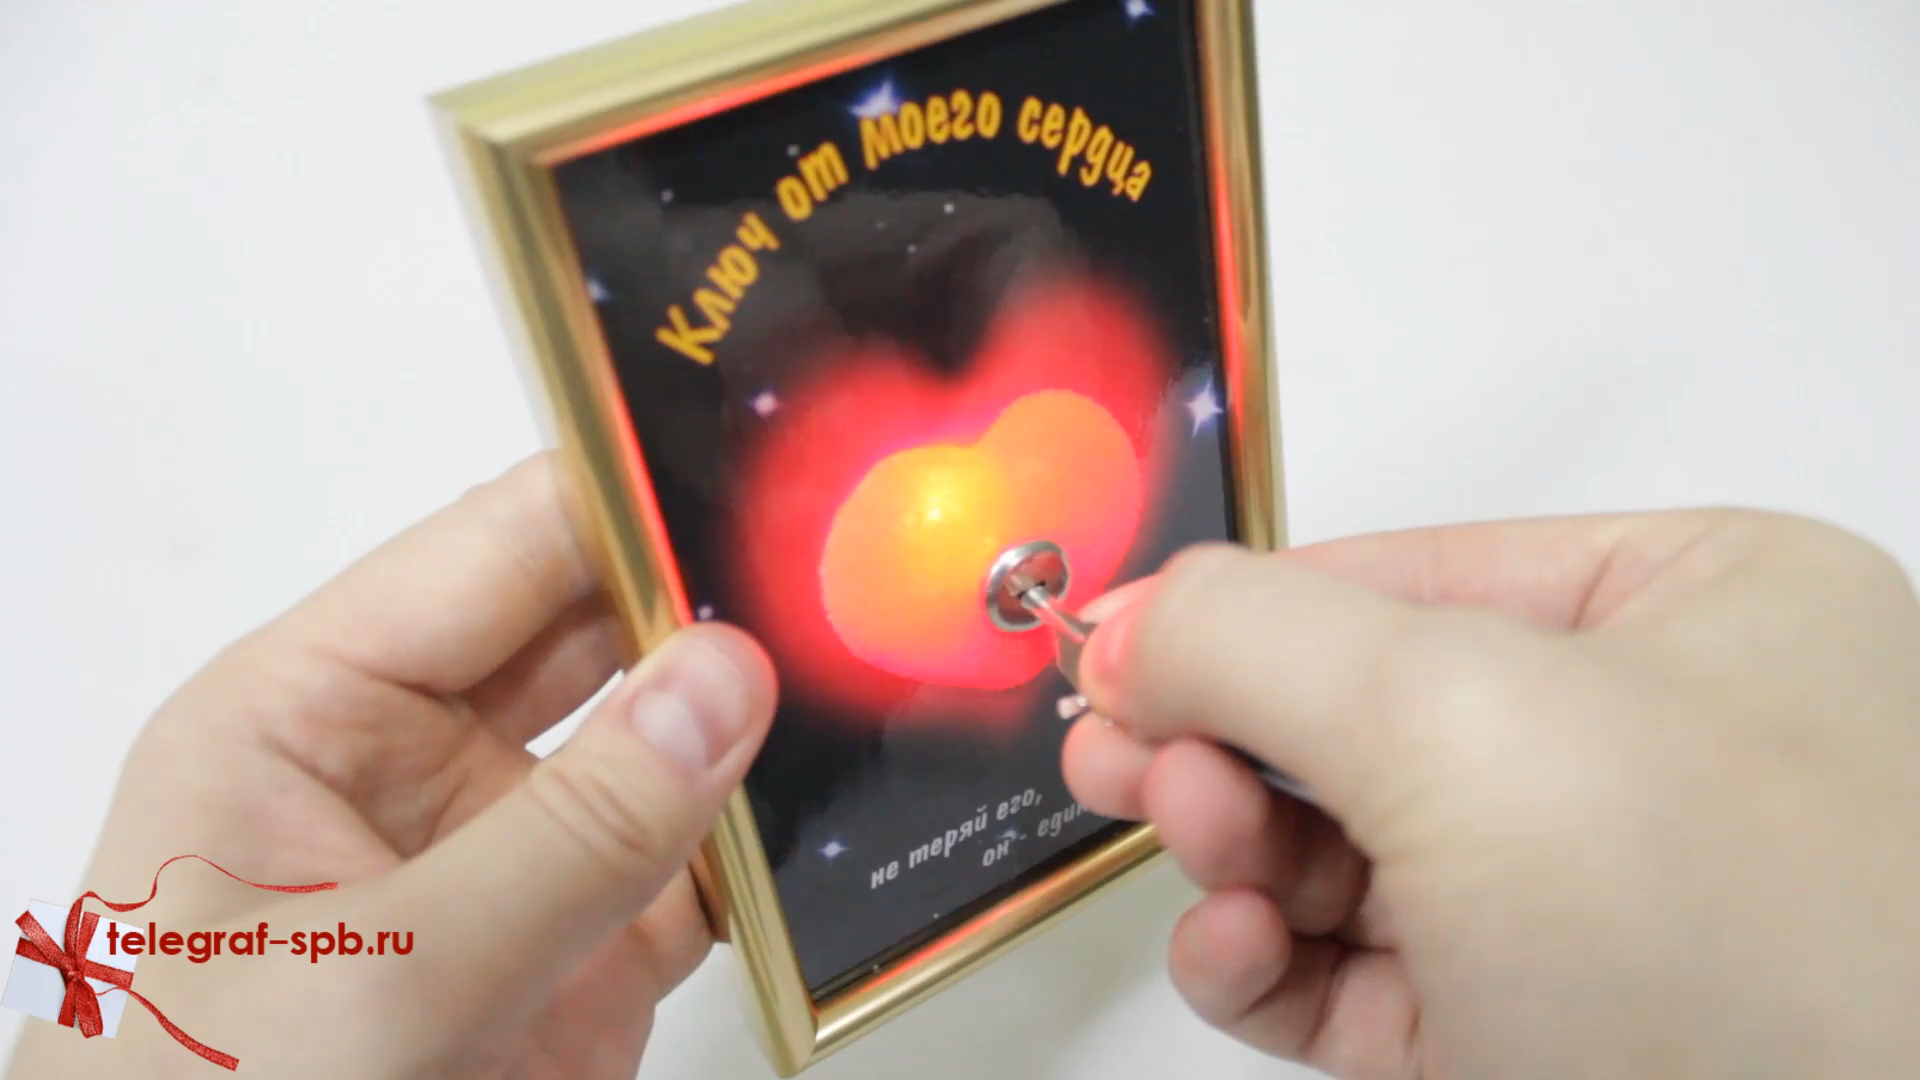 Ключ от моего сердца
не теряй его,
он -
telegraf-spb.ru